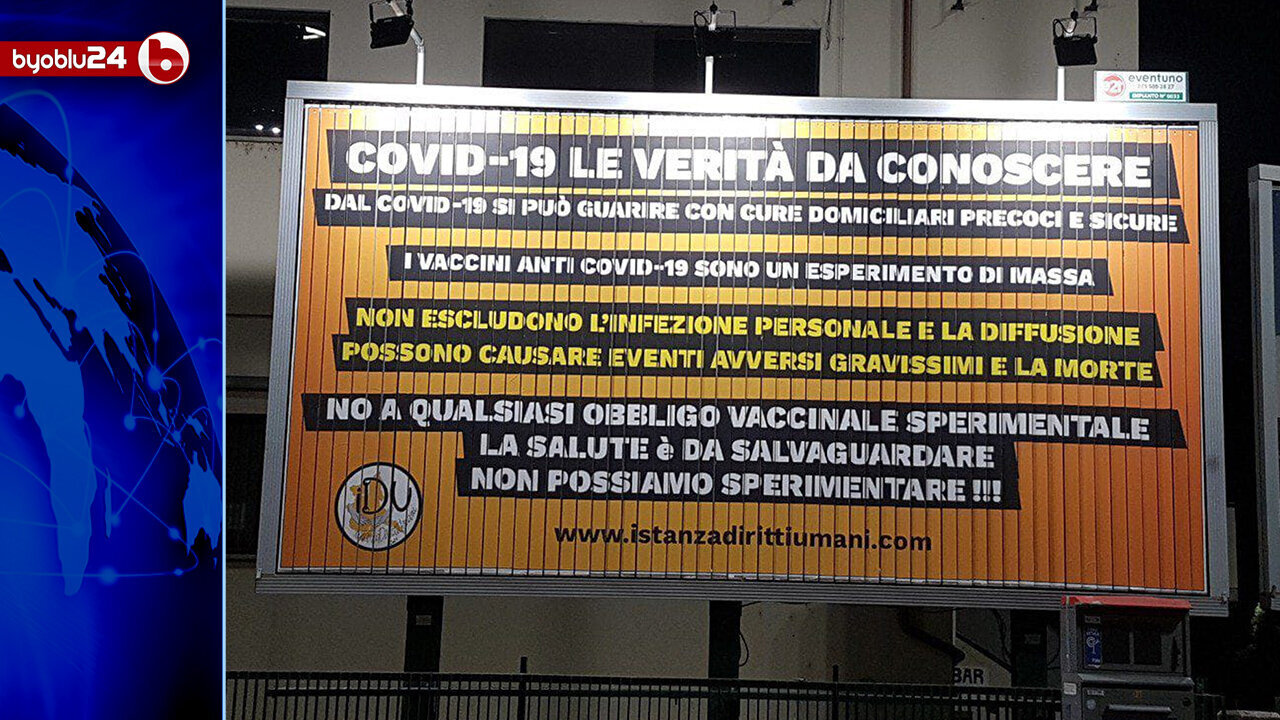 byoblu24
eventuno
IMPIANTO N° 0033
COVID-19 LE VERITÀ DA CONOSCERE
DAL COVID-19 SI PUÒ GUARIRE CON CURE DOMICILIARI PRECOCI E SICURE
I VACCINI ANTI COVID-19 SONO UN ESPERIMENTO DI MASSA
NON ESCLUDONO L'INFEZIONE PERSONALE E LA DIFFUSIONE
POSSONO CAUSARE EVENTI AVVERSI GRAVISSIMI E LA MORTE
NO A QUALSIASI OBBLIGO VACCINALE SPERIMENTALE
LA SALUTE è DA SALVAGUARDARE
NON POSSIAMO SPERIMENTARE !!!
iDU
www.istanzadirittiumani.com
BAR